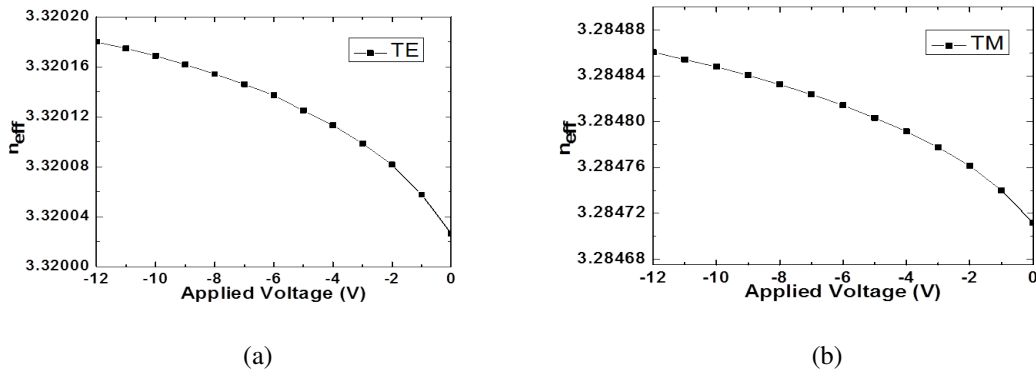 3.32020
3.32016
3.32012
3.32008
3.32004
3.32000
n_eff
TE
-12 -10 -8 -6 -4 -2 0
Applied Voltage (V)
(a)
3.28488
3.28484
3.28480
3.28476
3.28472
3.28468
n_eff
TM
-12 -10 -8 -6 -4 -2 0
Applied Voltage (V)
(b)